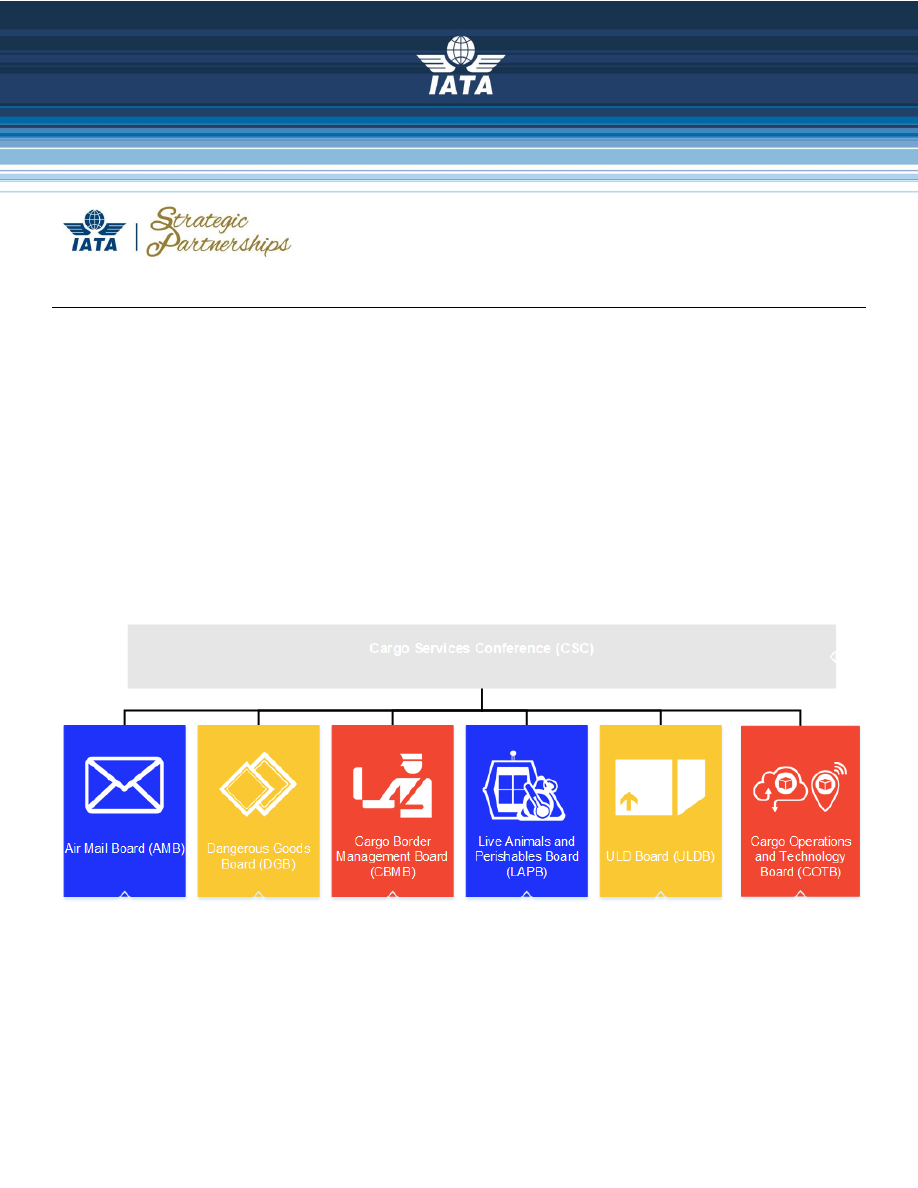 IATA
IATA
Strategic
Partnerships
Cargo Services Conference (CSC)
Air Mail Board (AMB)
Dangerous Goods
Board (DGB)
Cargo Border
Management Board
(CBMB)
Live Animals and
Perishables Board
(LAPB)
ULD Board (ULDB)
Cargo Operations
and Technology
Board (COTB)